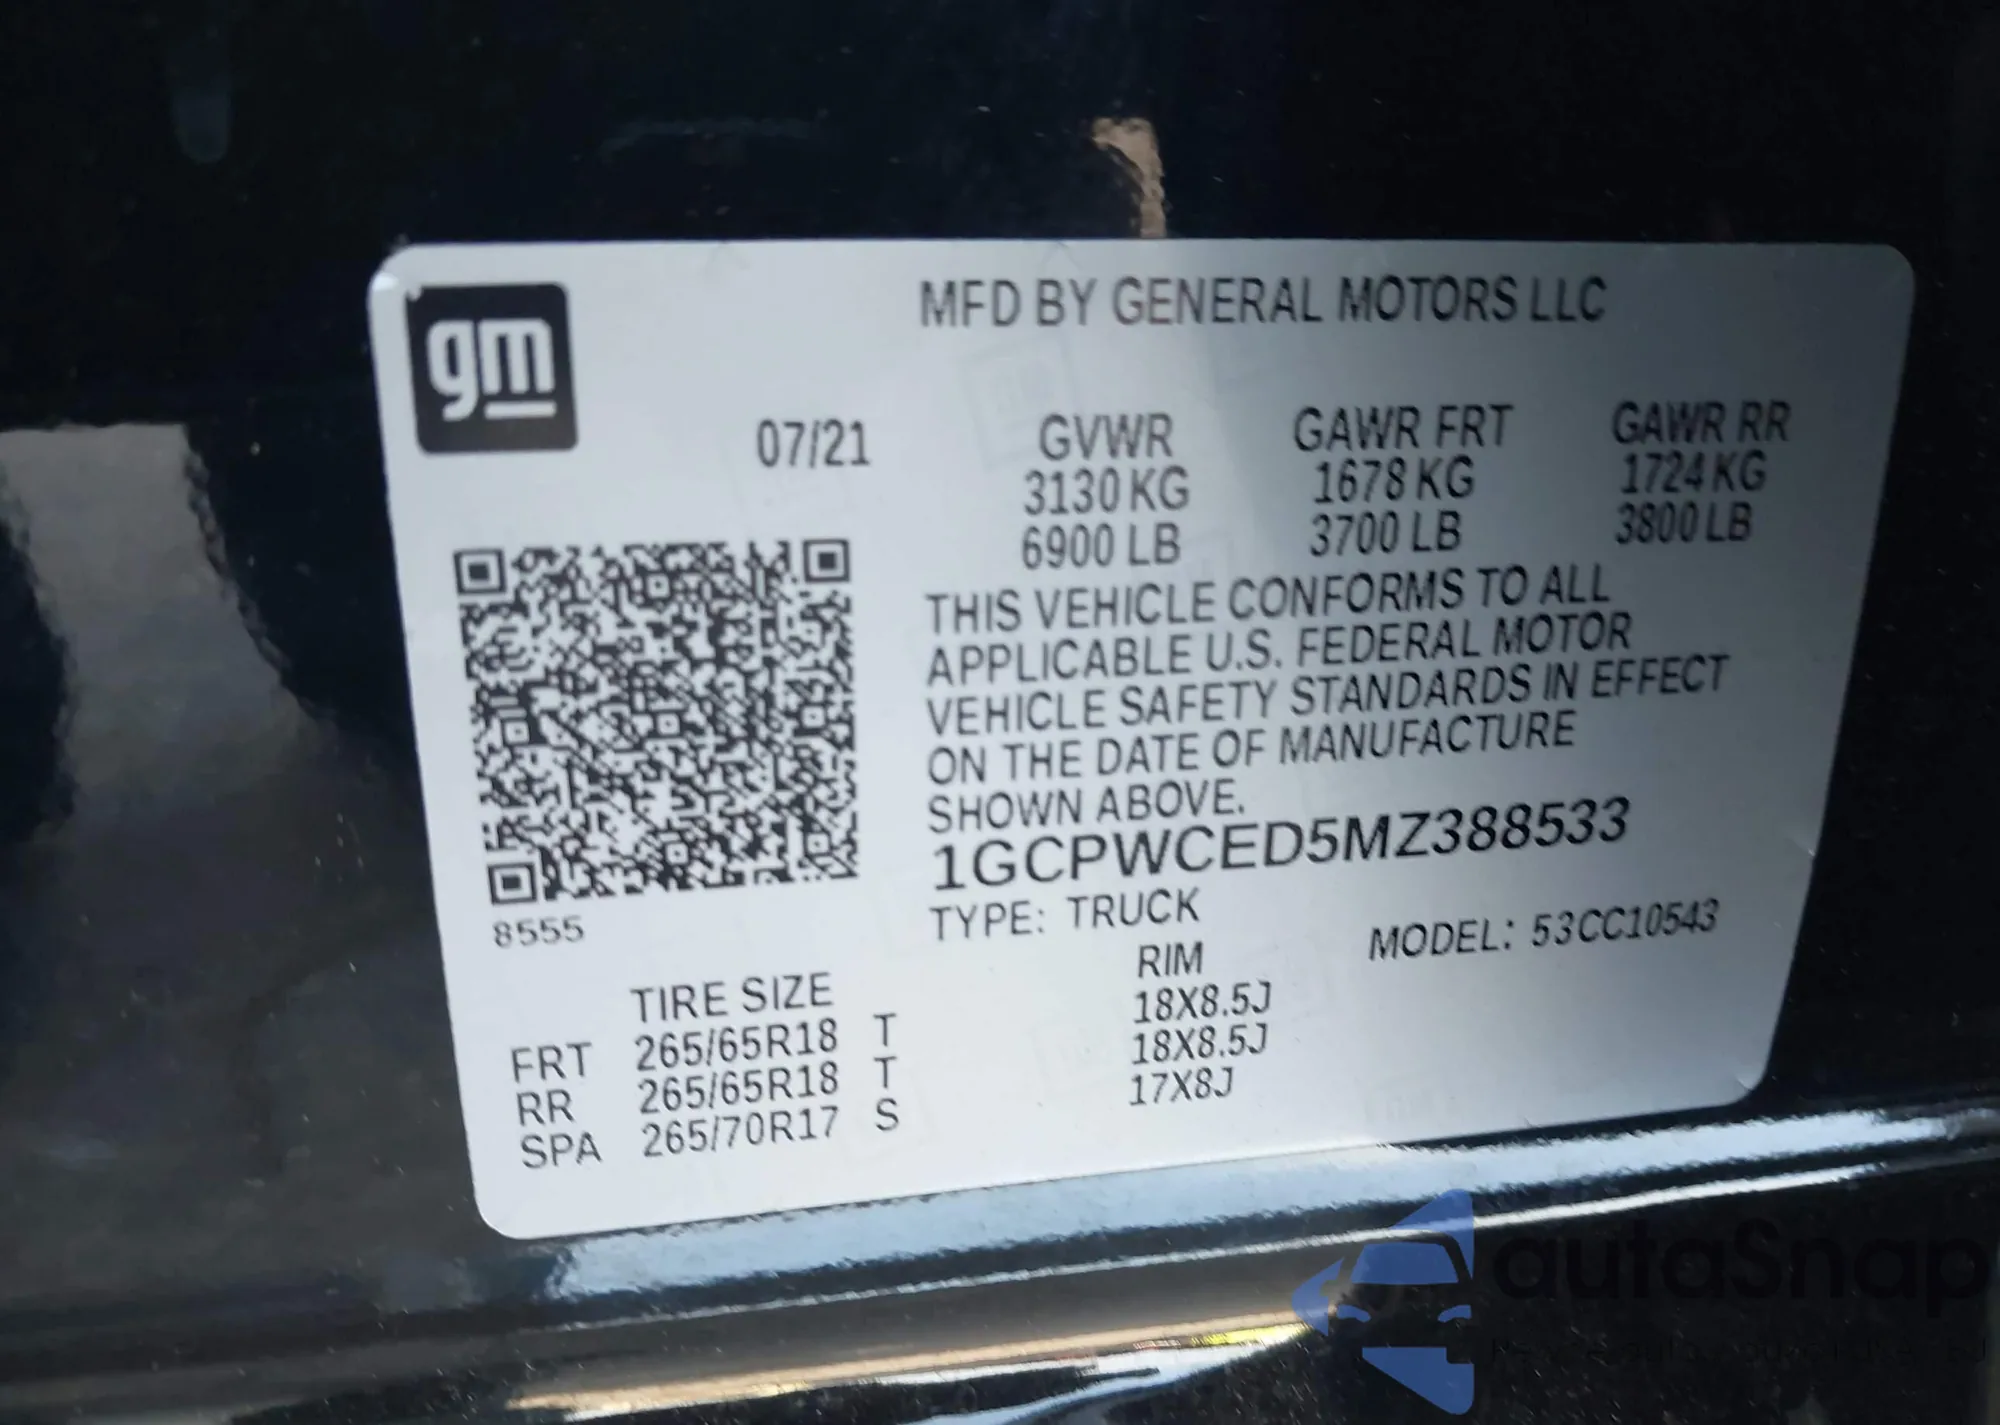 gm
MFD BY GENERAL MOTORS LLC
07/21
GVWR GAWR FRT GAWR RR
3130 KG 1678 KG 1724 KG
6900 LB 3700 LB 3800 LB
THIS VEHICLE CONFORMS TO ALL
APPLICABLE U.S. FEDERAL MOTOR
VEHICLE SAFETY STANDARDS IN EFFECT
ON THE DATE OF MANUFACTURE
SHOWN ABOVE.
1GCPWCED5MZ388533
8555
TYPE: TRUCK MODEL: 53CC10543
TIRE SIZE RIM
FRT 265/65R18 T 18X8.5J
RR 265/65R18 T 18X8.5J
SPA 265/70R17 S 17X8J
autaSnap